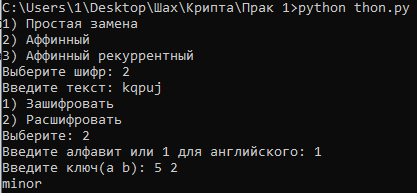 C:\Users\1\Desktop\Шах\Крипта\Прак 1>python thon.py
1) Простая замена
2) Аффинный
3) Аффинный рекуррентный
Выберите шифр: 2
Введите текст: kqpuj
1) Зашифровать
2) Расшифровать
Выберите: 2
Введите алфавит или 1 для английского: 1
Введите ключ(a b): 5 2
minor